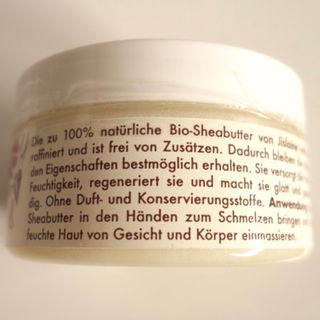 Die zu 100% natürliche Bio-Sheabutter von Jislaine
raffiniert und ist frei von Zusätzen. Dadurch bleiben
den Eigenschaften bestmöglich erhalten. Sie versorgt
Feuchtigkeit, regeneriert sie und macht sie glatt
dig. Ohne Duft- und Konservierungsstoffe. Anwendung
Sheabutter in den Händen zum Schmelzen bringen
feuchte Haut von Gesicht und Körper einmassieren.